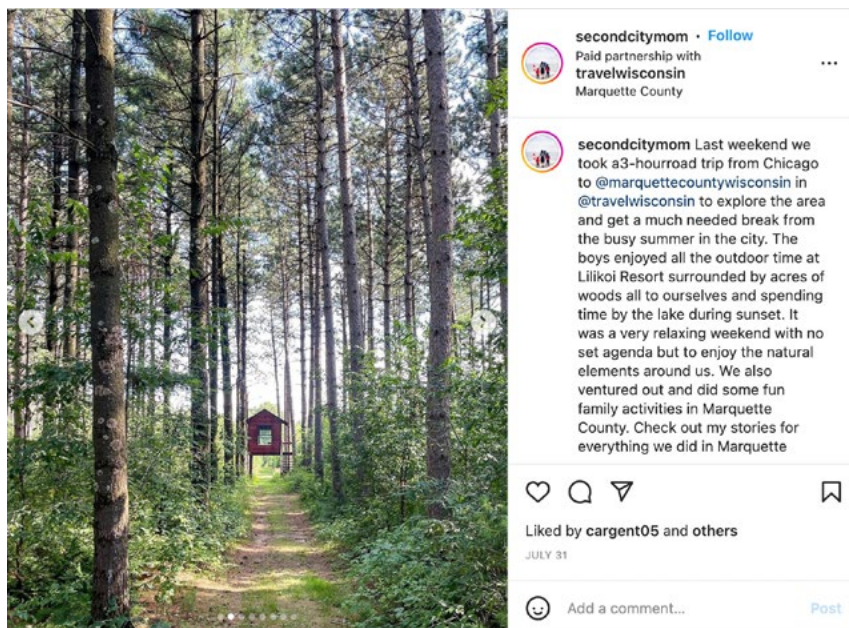 secondcitymom • Follow
Paid partnership with
travelwisconsin
Marquette County
secondcitymom Last weekend we
took a3-hourroad trip from Chicago
to @marquettecountywisconsin in
@travelwisconsin to explore the area
and get a much needed break from
the busy summer in the city. The
boys enjoyed all the outdoor time at
Lilikoi Resort surrounded by acres of
woods all to ourselves and spending
time by the lake during sunset. It
was a very relaxing weekend with no
set agenda but to enjoy the natural
elements around us. We also
ventured out and did some fun
family activities in Marquette
County. Check out my stories for
everything we did in Marquette
Liked by cargent05 and others
JULY 31
Add a comment...
Post